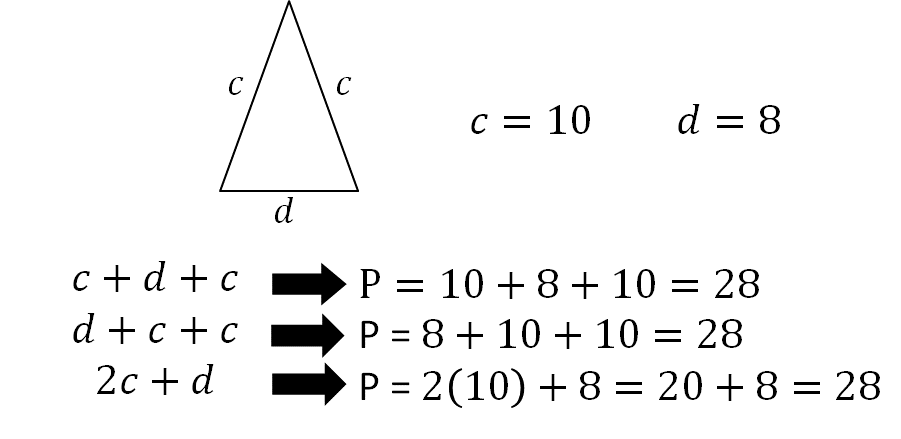 c c
c = 10 d = 8
d
c + d + c P = 10 + 8 + 10 = 28
d + c + c P = 8 + 10 + 10 = 28
2c + d P = 2(10) + 8 = 20 + 8 = 28